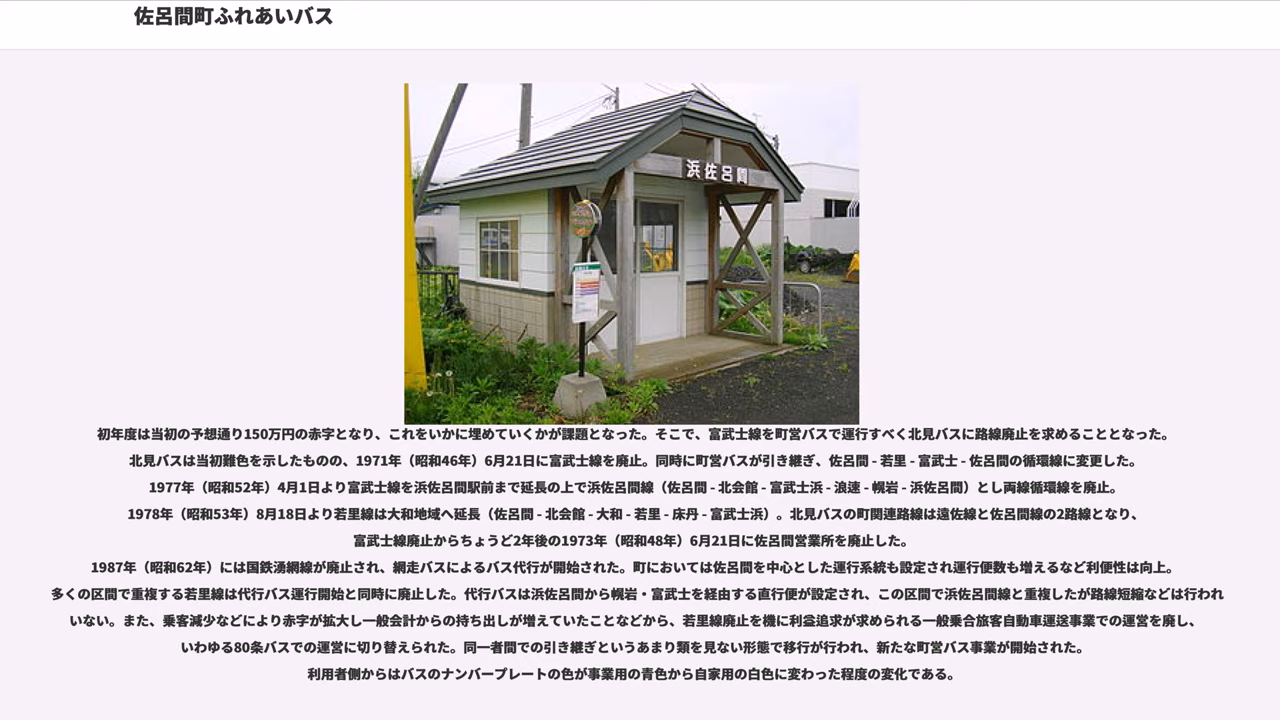 佐呂間町ふれあいバス
浜佐呂間
初年度は当初の予想通り150万円の赤字となり、これをいかに埋めていくかが課題となった。そこで、富武士線を町営バスで運行すべく北見バスに路線廃止を求めることとなった。
北見バスは当初難色を示したものの、1971年（昭和46年）6月21日に富武士線を廃止。同時に町営バスが引き継ぎ、佐呂間 - 若里 - 富武士 - 佐呂間の循環線に変更した。
1977年（昭和52年）4月1日より富武士線を浜佐呂間駅前まで延長の上で浜佐呂間線（佐呂間 - 北会館 - 富武士浜 - 浪速 - 幌岩 - 浜佐呂間）とし両線循環線を廃止。
1978年（昭和53年）8月18日より若里線は大和地域へ延長（佐呂間 - 北会館 - 大和 - 若里 - 床丹 - 富武士浜）。北見バスの町関連路線は遠佐線と佐呂間線の2路線となり、
富武士線廃止からちょうど2年後の1973年（昭和48年）6月21日に佐呂間営業所を廃止した。
1987年（昭和62年）には国鉄湧網線が廃止され、網走バスによるバス代行が開始された。町においては佐呂間を中心とした運行系統も設定され運行便数も増えるなど利便性は向上。
多くの区間で重複する若里線は代行バス運行開始と同時に廃止した。代行バスは浜佐呂間から幌岩・富武士を経由する直行便が設定され、この区間で浜佐呂間線と重複したが路線短縮などは行われ
いない。また、乗客減少などにより赤字が拡大し一般会計からの持ち出しが増えていたことなどから、若里線廃止を機に利益追求が求められる一般乗合旅客自動車運送事業での運営を廃し、
いわゆる80条バスでの運営に切り替えられた。同一者間での引き継ぎというあまり類を見ない形態で移行が行われ、新たな町営バス事業が開始された。
利用者側からはバスのナンバープレートの色が事業用の青色から自家用の白色に変わった程度の変化である。